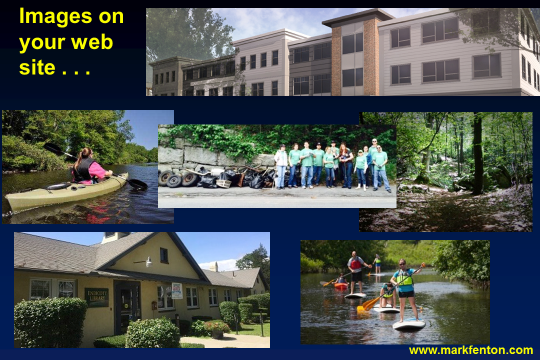 Images on
your web
site . . .
www.markfenton.com